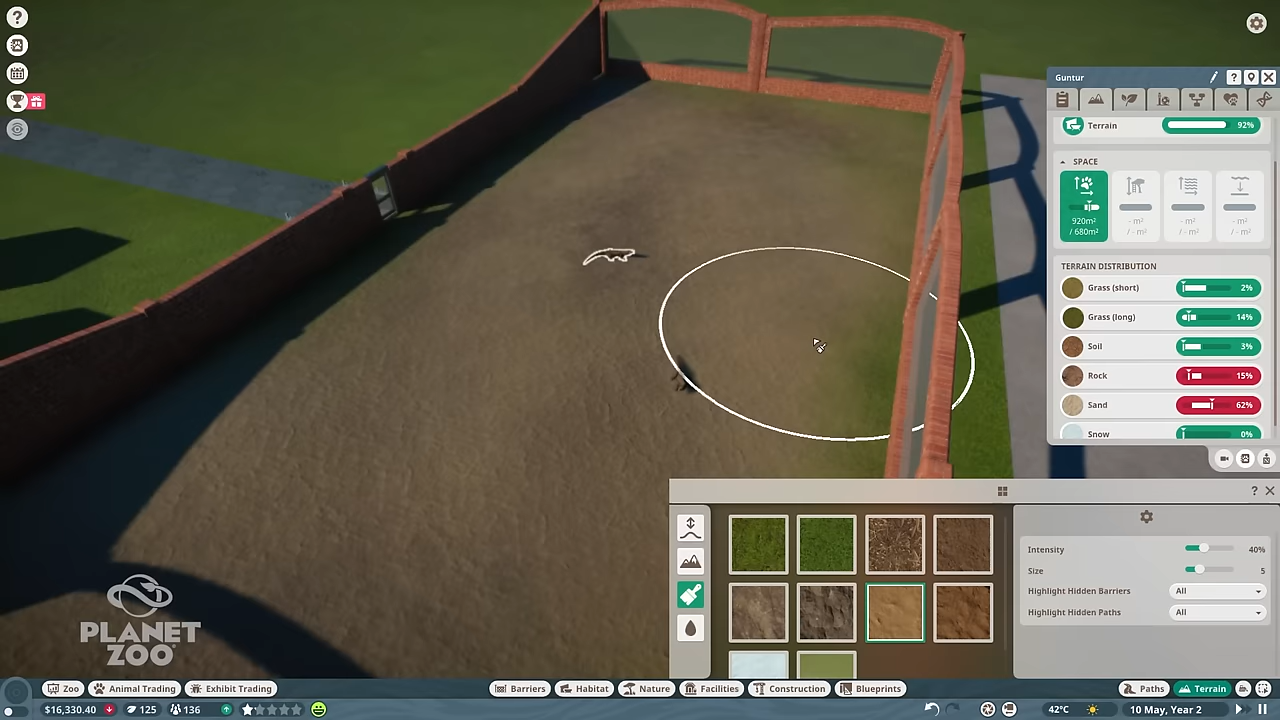 ?
Guntur
?
Terrain 92%
SPACE
920m²
/ 680m²
- m²
/ - m²
- m²
/ - m²
- m²
/ - m²
TERRAIN DISTRIBUTION
Grass (short) 2%
Grass (long) 14%
Soil 3%
Rock 15%
Sand 62%
Snow 0%
?
Intensity 40%
Size 5
Highlight Hidden Barriers All
Highlight Hidden Paths All
PLANET
ZOO
Zoo
Animal Trading
Exhibit Trading
Barriers
Habitat
Nature
Facilities
Construction
Blueprints
Paths
Terrain
$16,330.40
125
136
42°C
10 May, Year 2